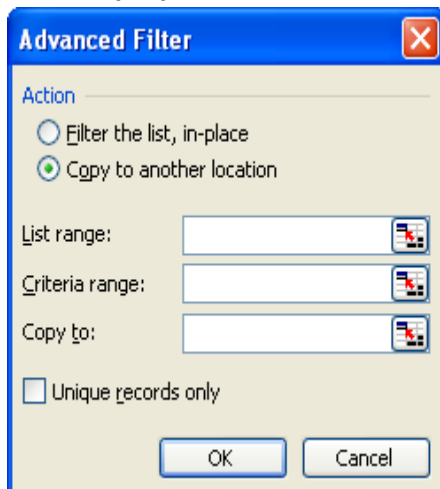 Advanced Filter
Action
Filter the list, in-place
Copy to another location
List range:
Criteria range:
Copy to:
Unique records only
OK Cancel